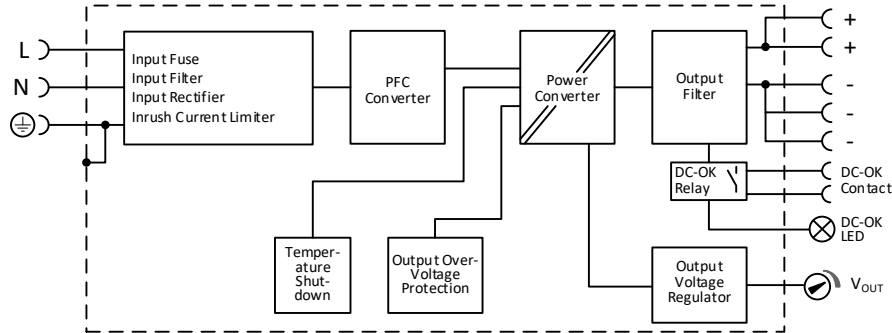 L
N
Input Fuse
Input Filter
Input Rectifier
Inrush Current Limiter
PFC
Converter
Power
Converter
Output
Filter
+
+
-
-
-
DC-OK
Relay
DC-OK
Contact
DC-OK
LED
Temper-
ature
Shut-
down
Output Over-
Voltage
Protection
Output
Voltage
Regulator
VOUT